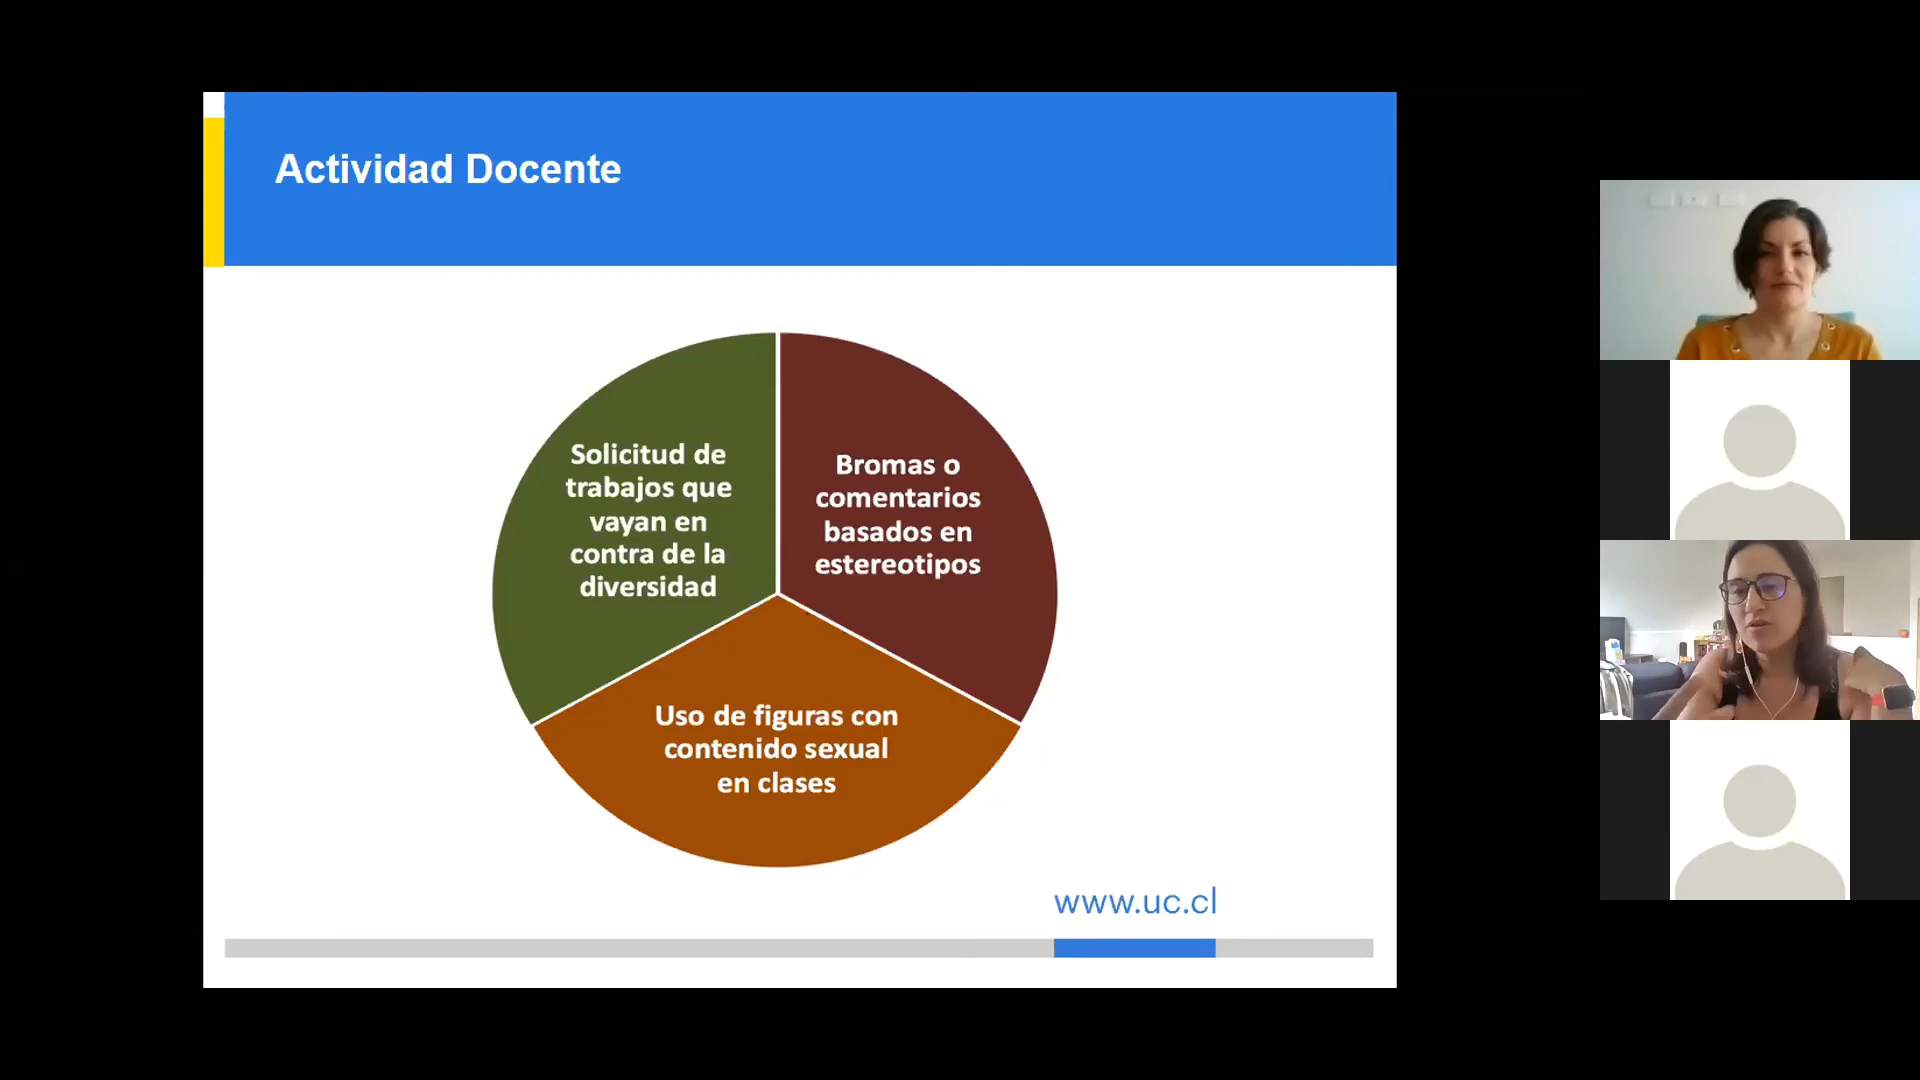 Actividad Docente
Solicitud de
trabajos que
vayan en
contra de la
diversidad
Bromas o
comentarios
basados en
estereotipos
Uso de figuras con
contenido sexual
en clases
www.uc.cl